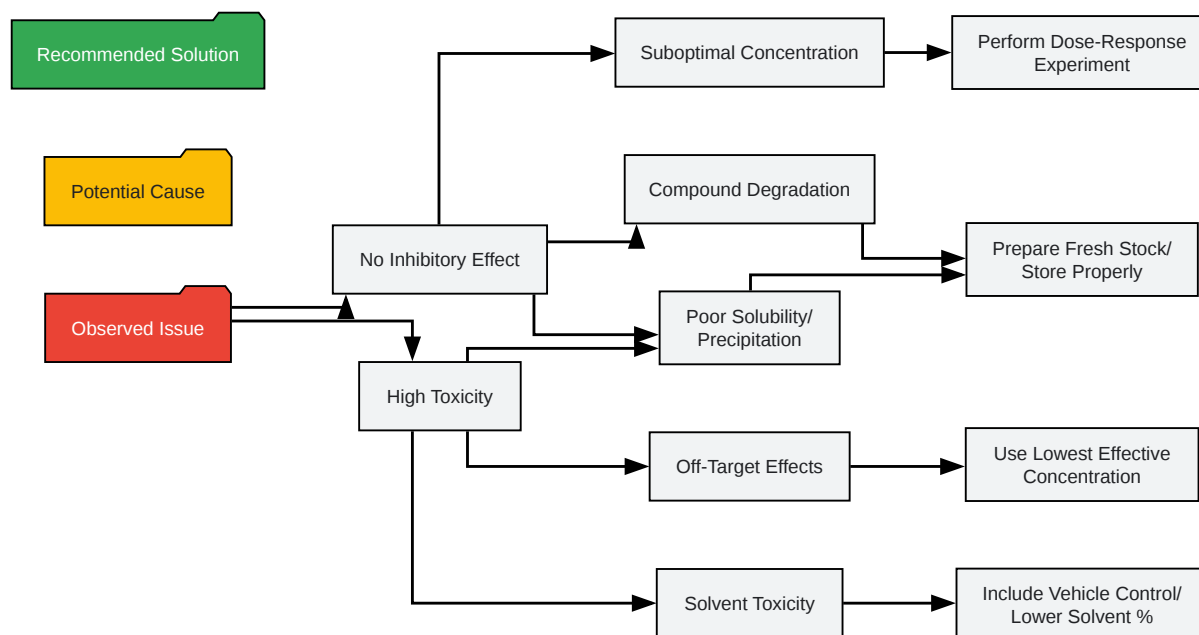 Recommended Solution
Potential Cause
Observed Issue
No Inhibitory Effect
High Toxicity
Suboptimal Concentration
Compound Degradation
Poor Solubility/
Precipitation
Off-Target Effects
Solvent Toxicity
Perform Dose-Response
Experiment
Prepare Fresh Stock/
Store Properly
Use Lowest Effective
Concentration
Include Vehicle Control/
Lower Solvent %